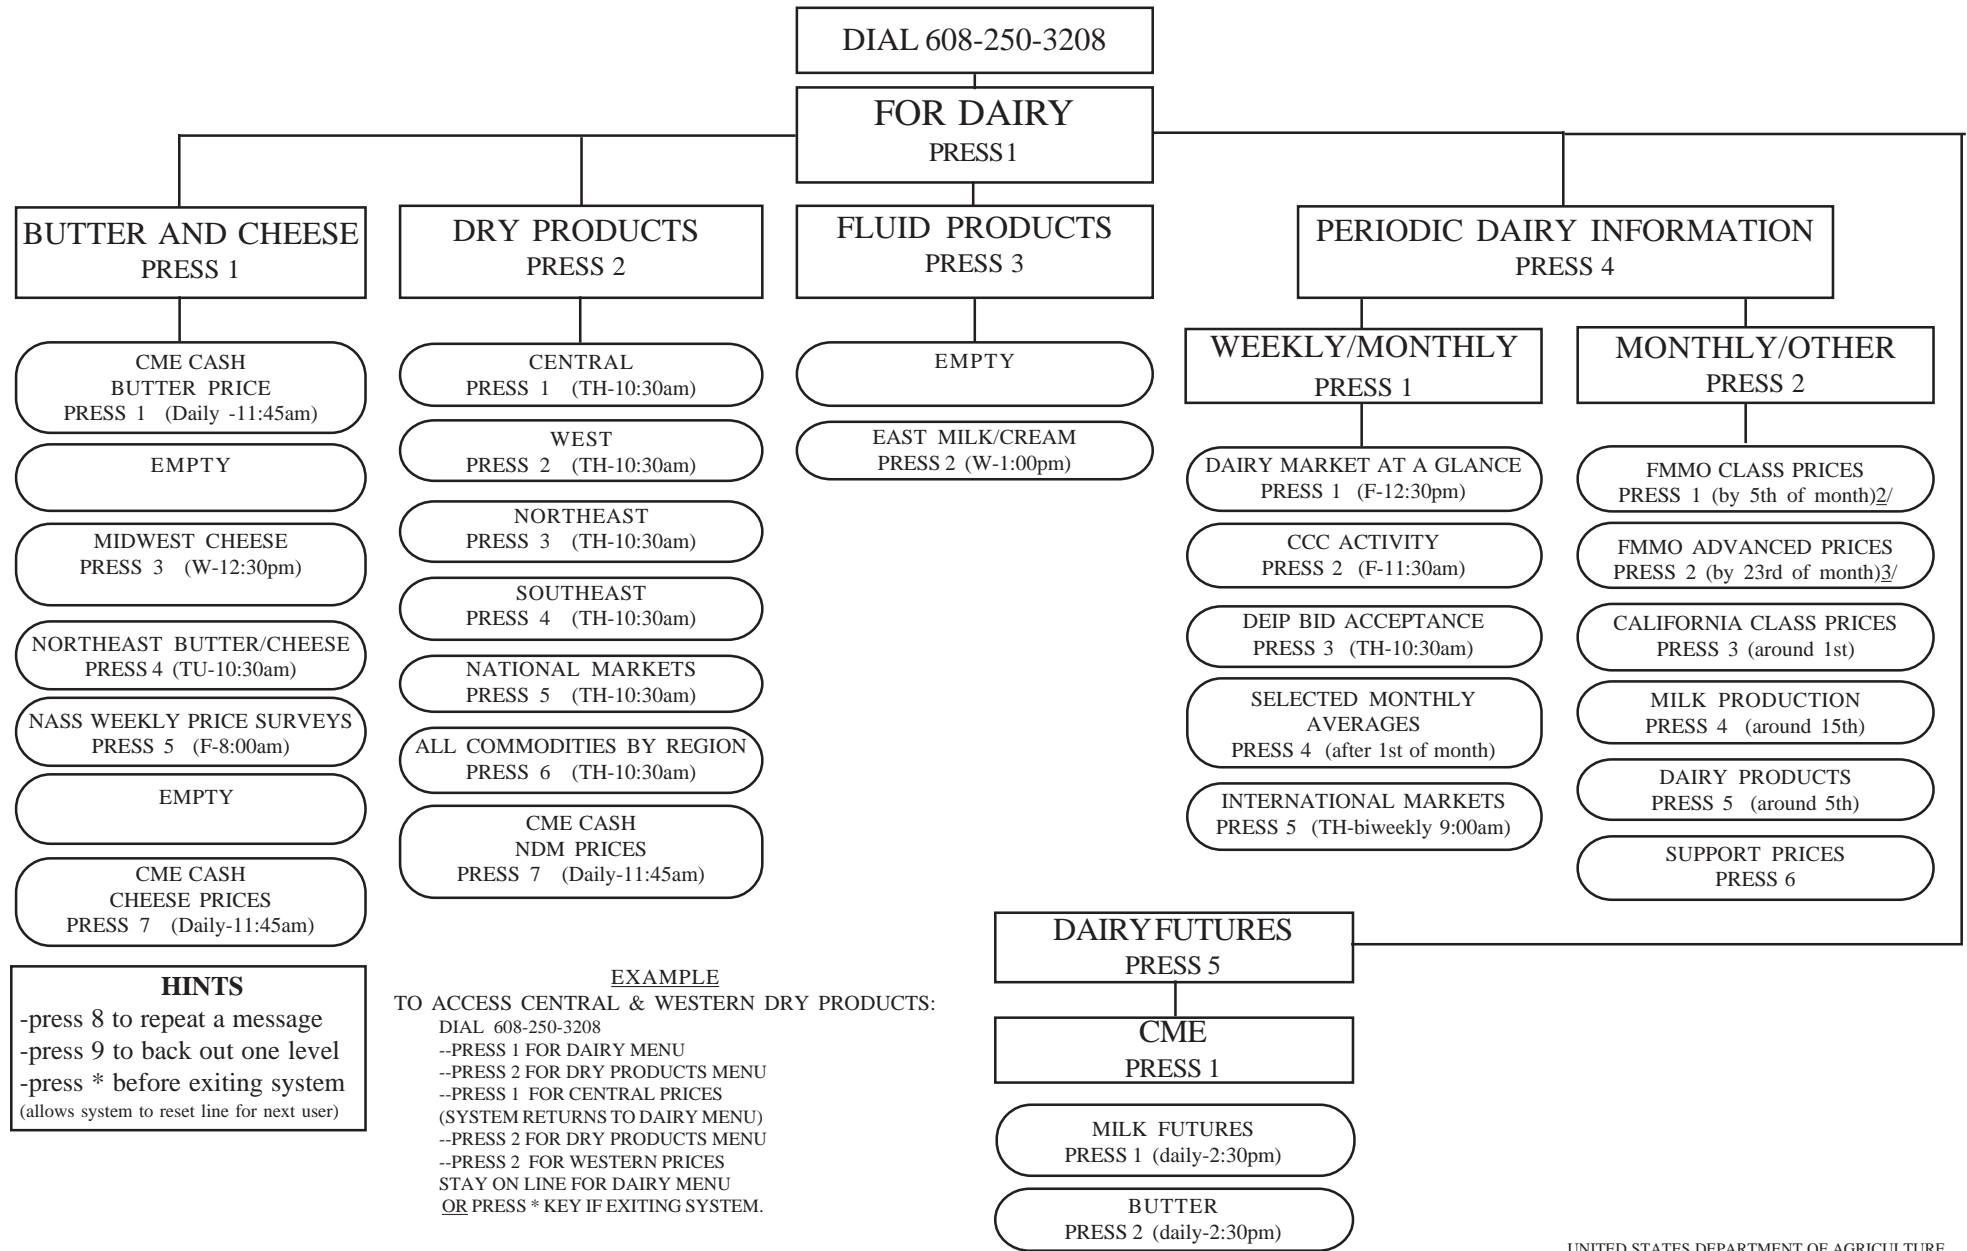 DIAL 608-250-3208
FOR DAIRY
PRESS 1
BUTTER AND CHEESE
PRESS 1
CME CASH
BUTTER PRICE
PRESS 1 (Daily -11:45am)
EMPTY
MIDWEST CHEESE
PRESS 3 (W-12:30pm)
NORTHEAST BUTTER/CHEESE
PRESS 4 (TU-10:30am)
NASS WEEKLY PRICE SURVEYS
PRESS 5 (F-8:00am)
EMPTY
CME CASH
CHEESE PRICES
PRESS 7 (Daily-11:45am)
DRY PRODUCTS
PRESS 2
CENTRAL
PRESS 1 (TH-10:30am)
WEST
PRESS 2 (TH-10:30am)
NORTHEAST
PRESS 3 (TH-10:30am)
SOUTHEAST
PRESS 4 (TH-10:30am)
NATIONAL MARKETS
PRESS 5 (TH-10:30am)
ALL COMMODITIES BY REGION
PRESS 6 (TH-10:30am)
CME CASH
NDM PRICES
PRESS 7 (Daily-11:45am)
FLUID PRODUCTS
PRESS 3
EMPTY
EAST MILK/CREAM
PRESS 2 (W-1:00pm)
PERIODIC DAIRY INFORMATION
PRESS 4
WEEKLY/MONTHLY
PRESS 1
DAIRY MARKET AT A GLANCE
PRESS 1 (F-12:30pm)
CCC ACTIVITY
PRESS 2 (F-11:30am)
DEIP BID ACCEPTANCE
PRESS 3 (TH-10:30am)
SELECTED MONTHLY
AVERAGES
PRESS 4 (after 1st of month)
INTERNATIONAL MARKETS
PRESS 5 (TH-biweekly 9:00am)
MONTHLY/OTHER
PRESS 2
FMMO CLASS PRICES
PRESS 1 (by 5th of month)2/
FMMO ADVANCED PRICES
PRESS 2 (by 23rd of month)3/
CALIFORNIA CLASS PRICES
PRESS 3 (around 1st)
MILK PRODUCTION
PRESS 4 (around 15th)
DAIRY PRODUCTS
PRESS 5 (around 5th)
SUPPORT PRICES
PRESS 6
DAIRY FUTURES
PRESS 5
CME
PRESS 1
MILK FUTURES
PRESS 1 (daily-2:30pm)
BUTTER
PRESS 2 (daily-2:30pm)
HINTS
-press 8 to repeat a message
-press 9 to back out one level
-press * before exiting system
(allows system to reset line for next user)
EXAMPLE
TO ACCESS CENTRAL & WESTERN DRY PRODUCTS:
DIAL 608-250-3208
--PRESS 1 FOR DAIRY MENU
--PRESS 2 FOR DRY PRODUCTS MENU
--PRESS 1 FOR CENTRAL PRICES
(SYSTEM RETURNS TO DAIRY MENU)
--PRESS 2 FOR DRY PRODUCTS MENU
--PRESS 2 FOR WESTERN PRICES
STAY ON LINE FOR DAIRY MENU
OR PRESS * KEY IF EXITING SYSTEM.
UNITED STATES DEPARTMENT OF AGRICULTURE